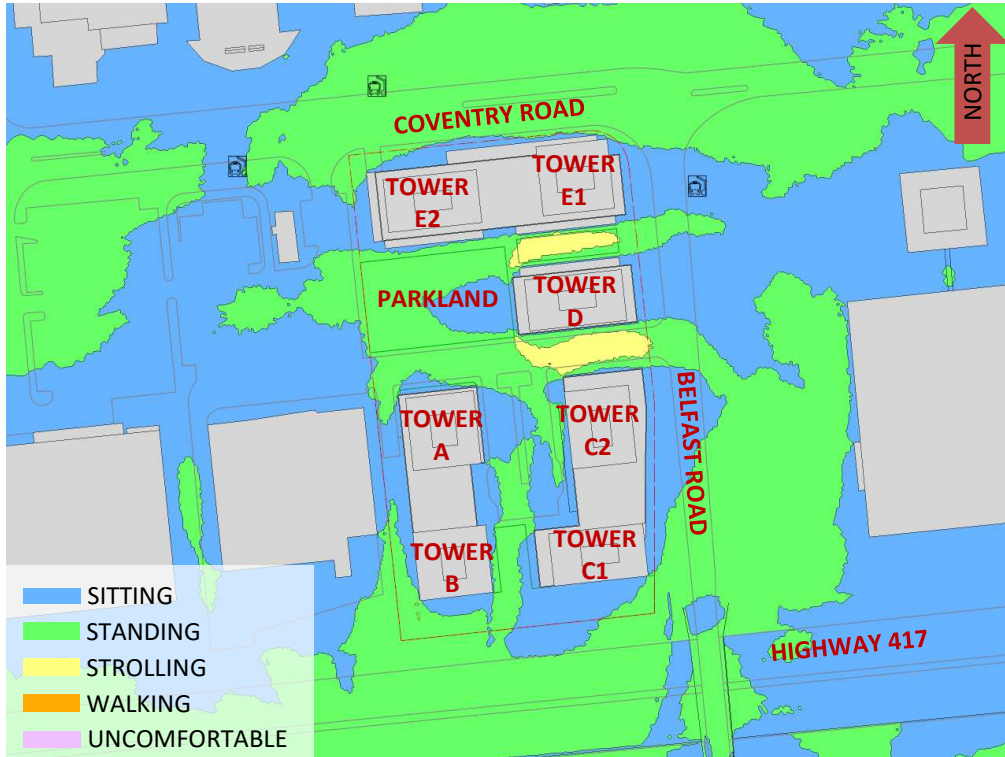 NORTH
COVENTRY ROAD
TOWER
E2
TOWER
E1
PARKLAND
TOWER
D
TOWER
A
TOWER
C2
BELFAST ROAD
TOWER
B
TOWER
C1
HIGHWAY 417
SITTING
STANDING
STROLLING
WALKING
UNCOMFORTABLE